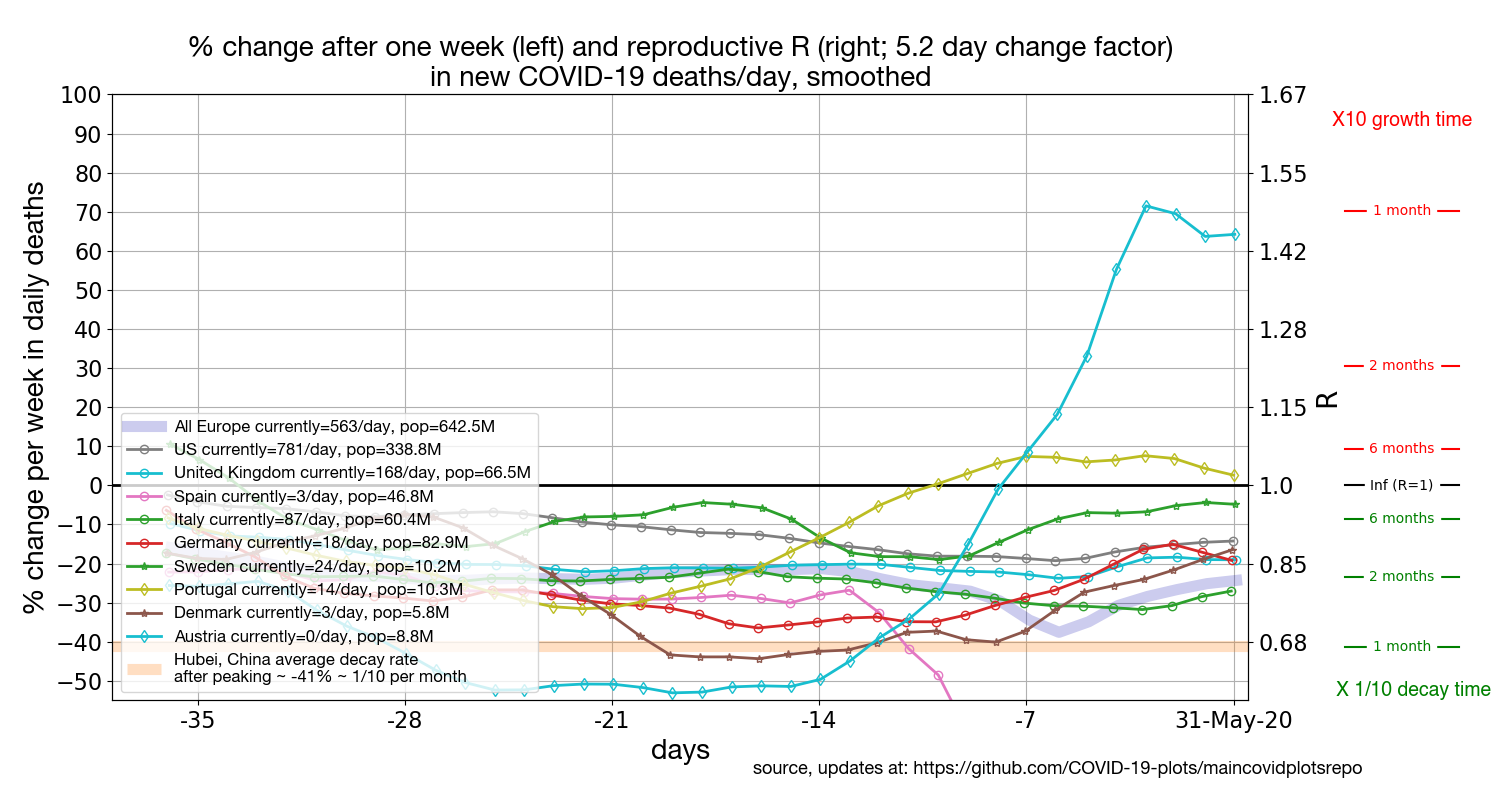 % change after one week (left) and reproductive R (right; 5.2 day change factor)
in new COVID-19 deaths/day, smoothed
% change per week in daily deaths
100
90
80
70
60
50
40
30
20
10
0
−10
−20
−30
−40
−50
All Europe currently=563/day, pop=642.5M
US currently=781/day, pop=338.8M
United Kingdom currently=168/day, pop=66.5M
Spain currently=3/day, pop=46.8M
Italy currently=87/day, pop=60.4M
Germany currently=18/day, pop=82.9M
Sweden currently=24/day, pop=10.2M
Portugal currently=14/day, pop=10.3M
Denmark currently=3/day, pop=5.8M
Austria currently=0/day, pop=8.8M
Hubei, China average decay rate
after peaking ~ -41% ~ 1/10 per month
-35
-28
-21
-14
-7
31-May-20
days
1.67
1.55
1.42
1.28
1.15
1.0
0.85
0.68
R
X10 growth time
1 month
2 months
6 months
Inf (R=1)
6 months
2 months
1 month
X 1/10 decay time
source, updates at: https://github.com/COVID-19-plots/maincovidplotsrepo